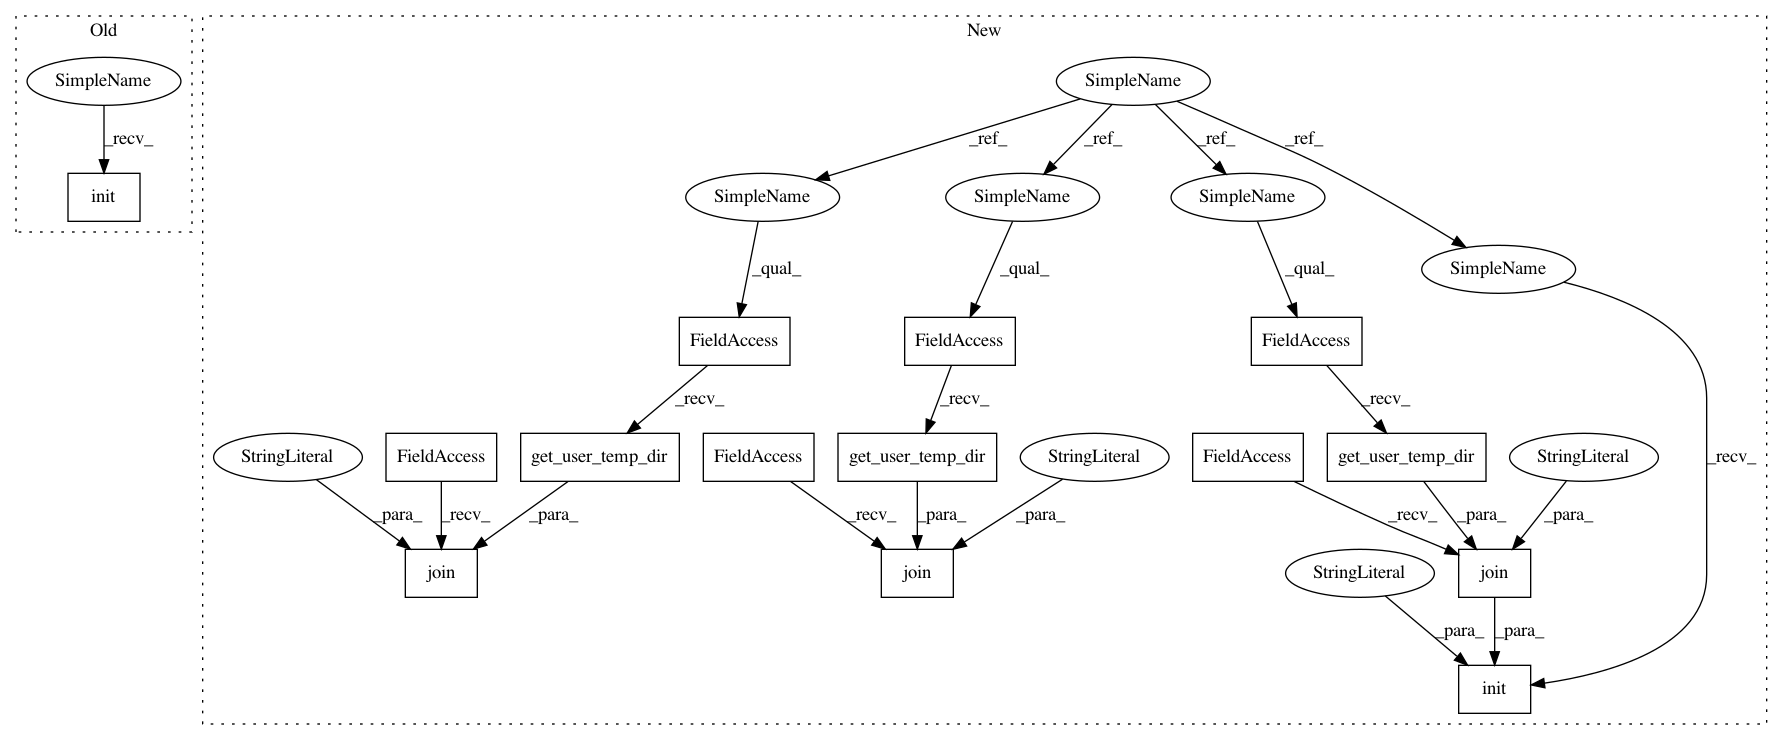 Old
New
SimpleName
SimpleName
_recv_
_ref_
_ref_
_ref_
_ref_
init
SimpleName
SimpleName
SimpleName
SimpleName
_qual_
_qual_
_qual_
FieldAccess
FieldAccess
FieldAccess
_recv_
_recv_
_recv_
StringLiteral
FieldAccess
get_user_temp_dir
FieldAccess
get_user_temp_dir
StringLiteral
FieldAccess
get_user_temp_dir
StringLiteral
_recv_
_para_
_recv_
_para_
_recv_
_para_
_para_
_recv_
_para_
_para_
join
join
join
StringLiteral
_para_
_para_
init